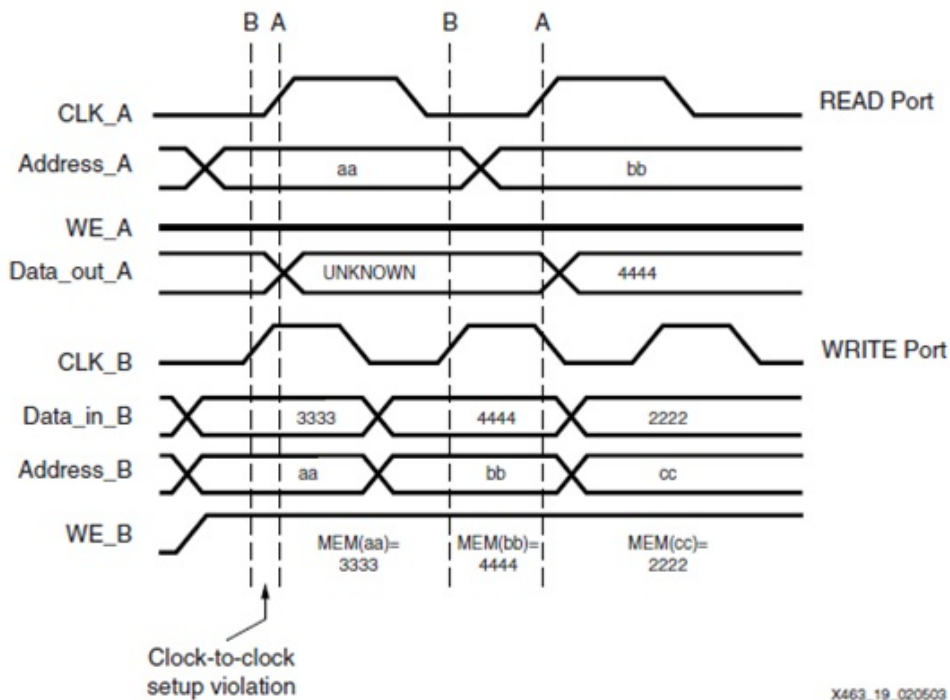 B A B A
CLK_A READ Port
Address_A aa bb
WE_A
Data_out_A UNKNOWN 4444
CLK_B WRITE Port
Data_in_B 3333 4444 2222
Address_B aa bb cc
WE_B MEM(aa)= MEM(bb)= MEM(cc)=
3333 4444 2222
Clock-to-clock
setup violation
X463_19_020503